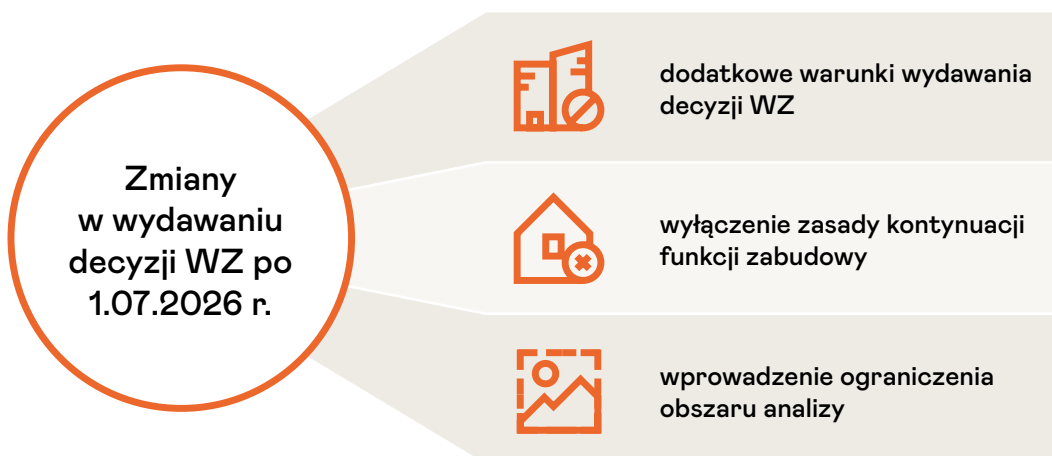 Zmiany
w wydawaniu
decyzji WZ po
1.07.2026 r.
dodatkowe warunki wydawania
decyzji WZ
wyłączenie zasady kontynuacji
funkcji zabudowy
wprowadzenie ograniczenia
obszaru analizy